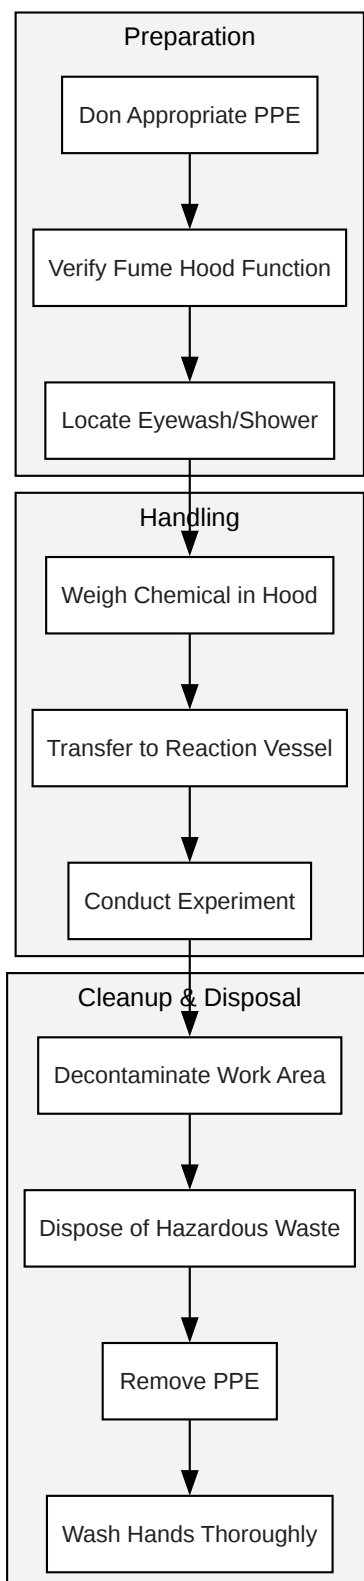 Preparation
Don Appropriate PPE
Verify Fume Hood Function
Locate Eyewash/Shower
Handling
Weigh Chemical in Hood
Transfer to Reaction Vessel
Conduct Experiment
Cleanup & Disposal
Decontaminate Work Area
Dispose of Hazardous Waste
Remove PPE
Wash Hands Thoroughly